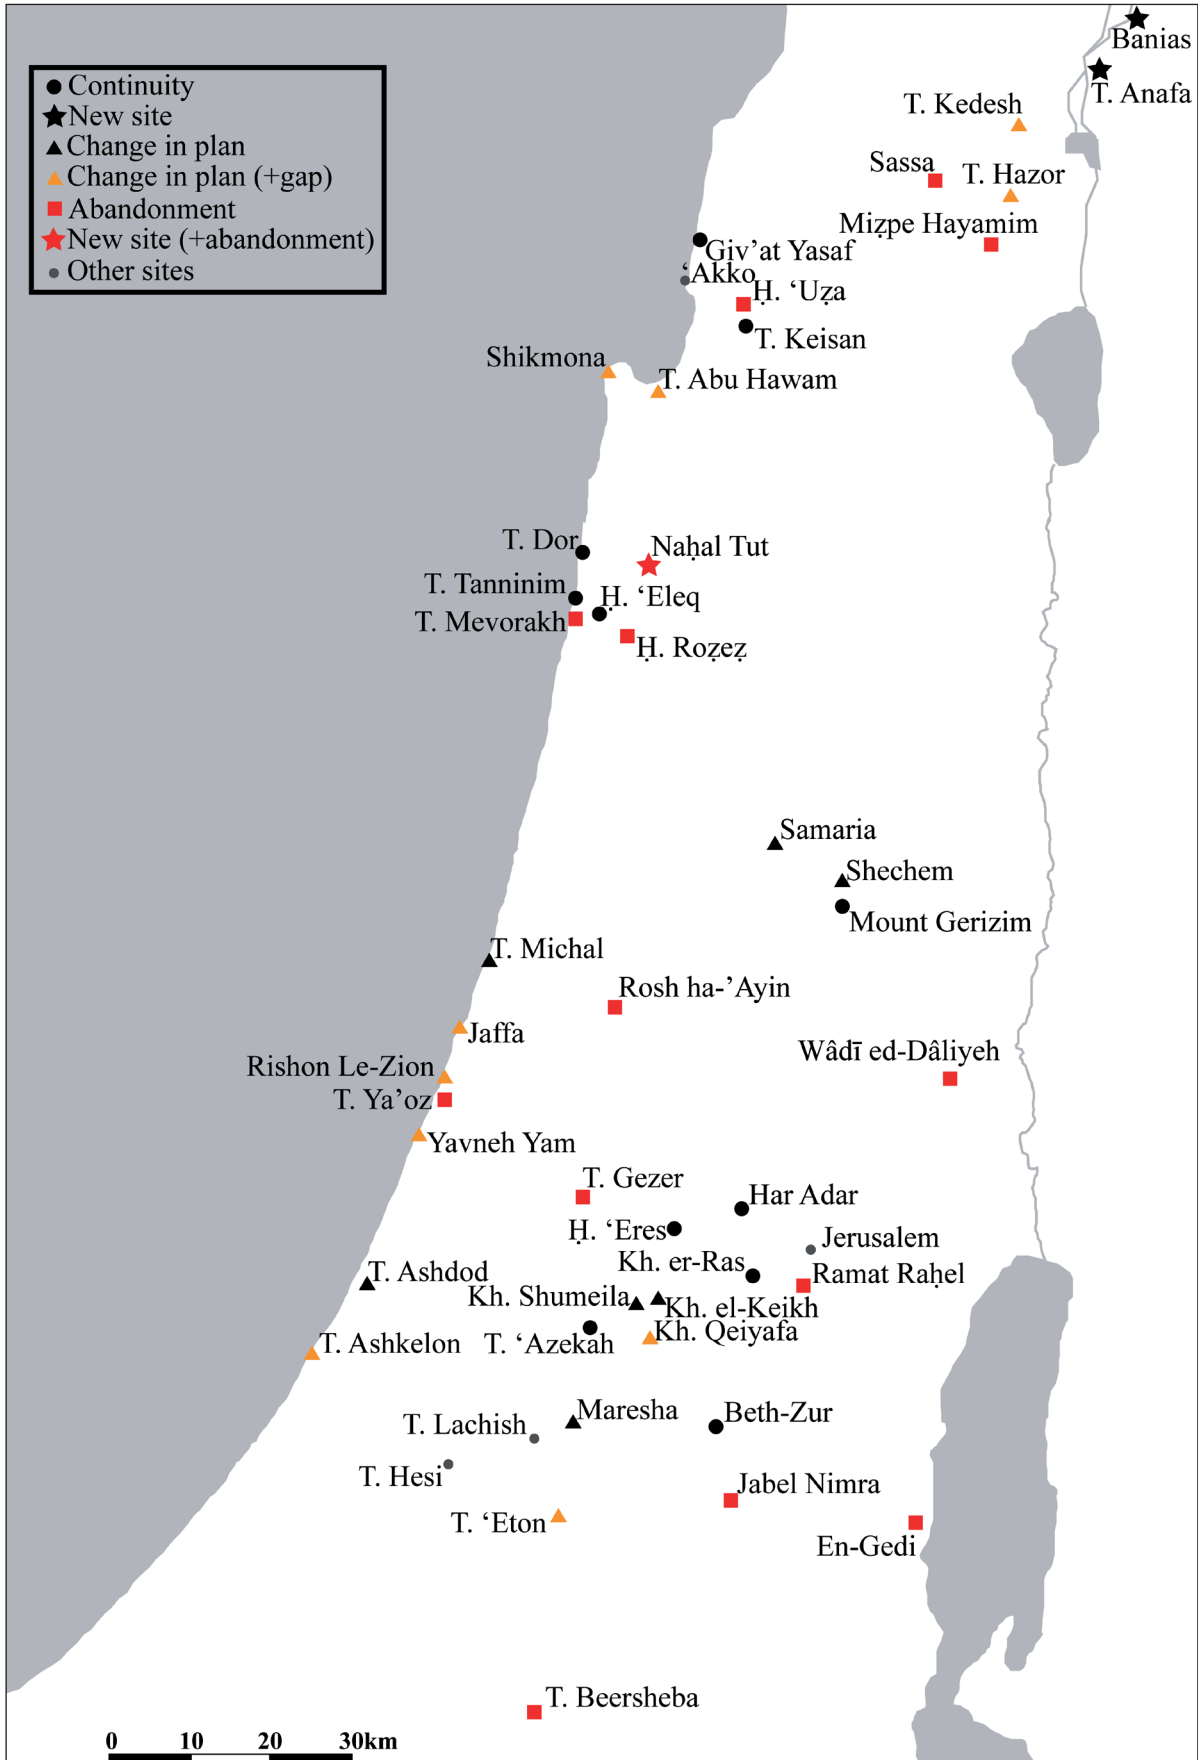 Banias
T. Anafa
Continuity
New site
Change in plan
Change in plan (+gap)
Abandonment
New site (+abandonment)
Other sites
T. Kedesh
Sassa
T. Hazor
Miẓpe Hayamim
Giv’at Yasaf
‘Akko
Ḥ. ‘Uẓa
T. Keisan
Shikmona
T. Abu Hawam
T. Dor
Naḥal Tut
T. Tanninim
Ḥ. ‘Eleq
T. Mevorakh
Ḥ. Roẓeẓ
Samaria
Shechem
Mount Gerizim
T. Michal
Rosh ha-’Ayin
Jaffa
Wâdī ed-Dâliyeh
Rishon Le-Zion
T. Ya’oz
Yavneh Yam
T. Gezer
Har Adar
Ḥ. ‘Eres
Jerusalem
Kh. er-Ras
T. Ashdod
Ramat Raḥel
Kh. Shumeila
Kh. el-Keikh
Kh. Qeiyafa
T. Ashkelon
T. ‘Azekah
Maresha
Beth-Zur
T. Lachish
T. Hesi
Jabel Nimra
T. ‘Eton
En-Gedi
T. Beersheba
0 10 20 30km